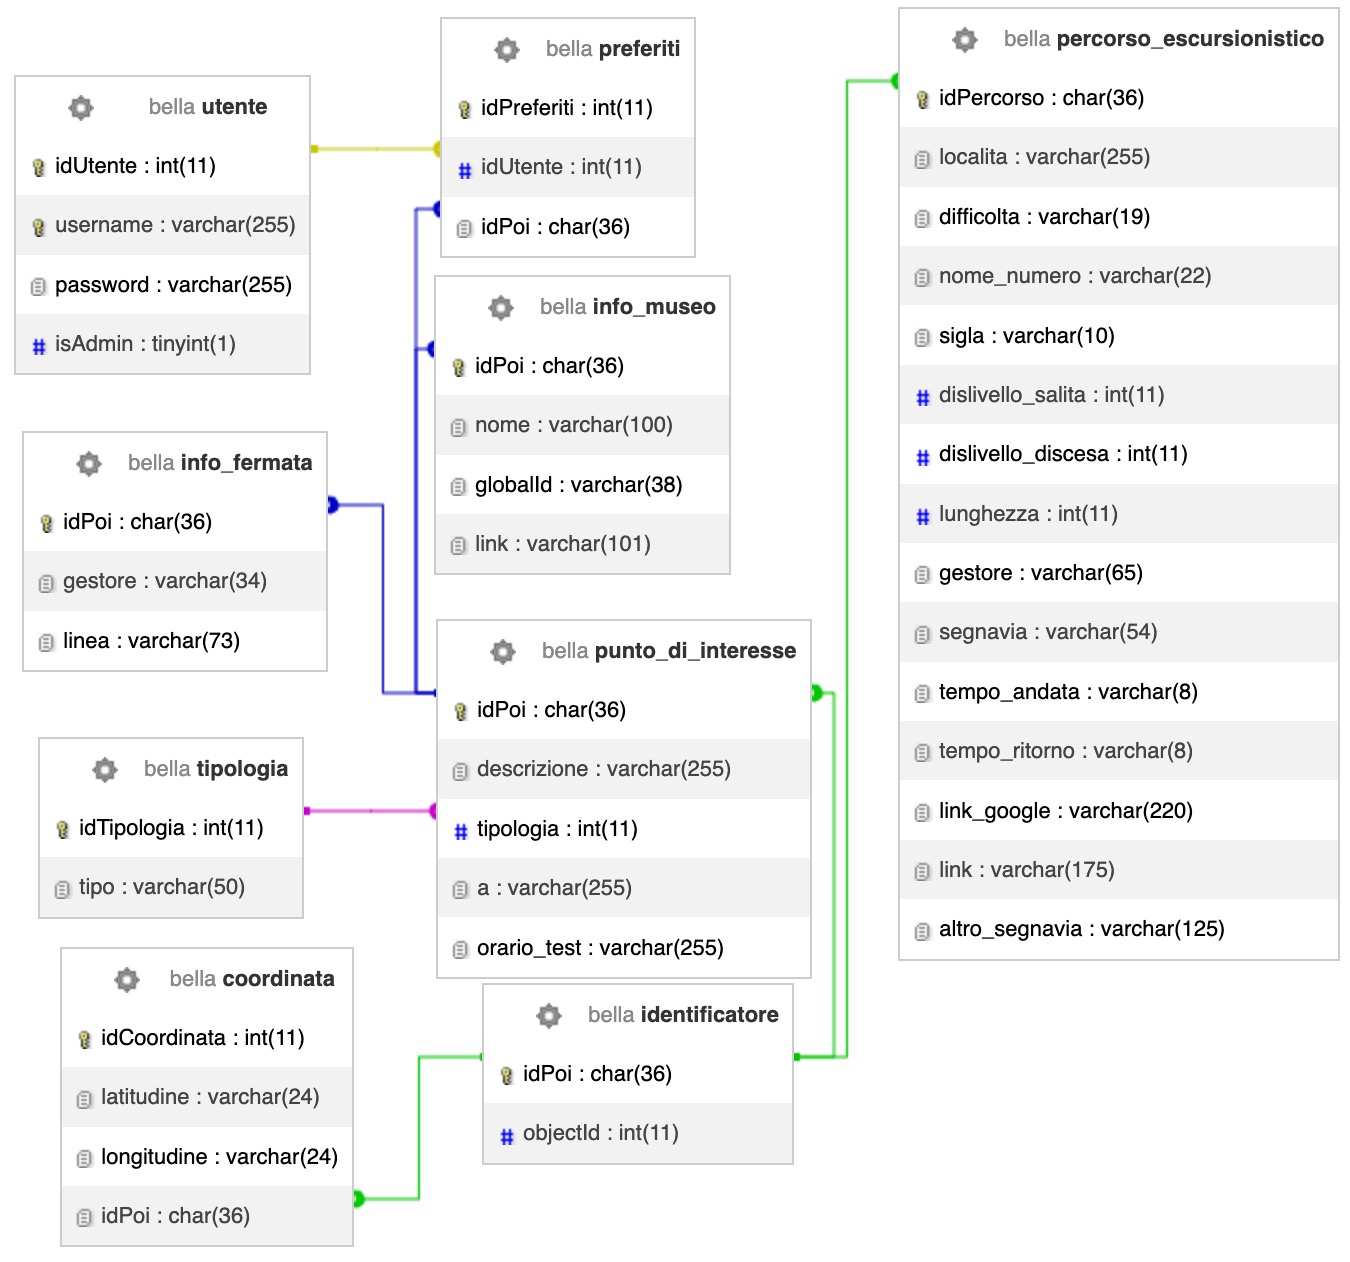 bella utente
idUtente : int(11)
username : varchar(255)
password : varchar(255)
isAdmin : tinyint(1)
bella preferiti
idPreferiti : int(11)
idUtente : int(11)
idPoi : char(36)
bella info_museo
idPoi : char(36)
nome : varchar(100)
globalId : varchar(38)
link : varchar(101)
bella info_fermata
idPoi : char(36)
gestore : varchar(34)
linea : varchar(73)
bella punto_di_interesse
idPoi : char(36)
descrizione : varchar(255)
tipologia : int(11)
a : varchar(255)
orario_test : varchar(255)
bella tipologia
idTipologia : int(11)
tipo : varchar(50)
bella coordinata
idCoordinata : int(11)
latitudine : varchar(24)
longitudine : varchar(24)
idPoi : char(36)
bella identificatore
idPoi : char(36)
objectId : int(11)
bella percorso_escursionistico
idPercorso : char(36)
localita : varchar(255)
difficolta : varchar(19)
nome_numero : varchar(22)
sigla : varchar(10)
dislivello_salita : int(11)
dislivello_discesa : int(11)
lunghezza : int(11)
gestore : varchar(65)
segnavia : varchar(54)
tempo_andata : varchar(8)
tempo_ritorno : varchar(8)
link_google : varchar(220)
link : varchar(175)
altro_segnavia : varchar(125)